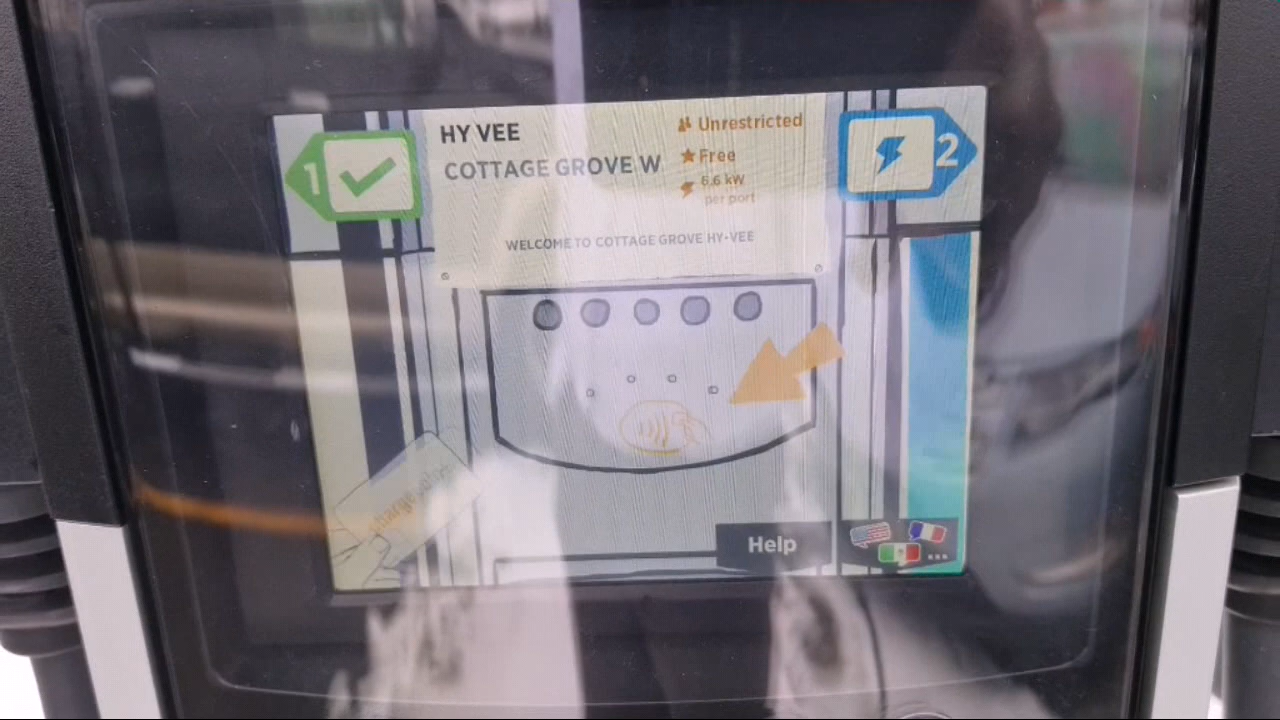 1
HY VEE
COTTAGE GROVE W
Unrestricted
Free
6.6 kW
per port
2
WELCOME TO COTTAGE GROVE HY-VEE
Help
...